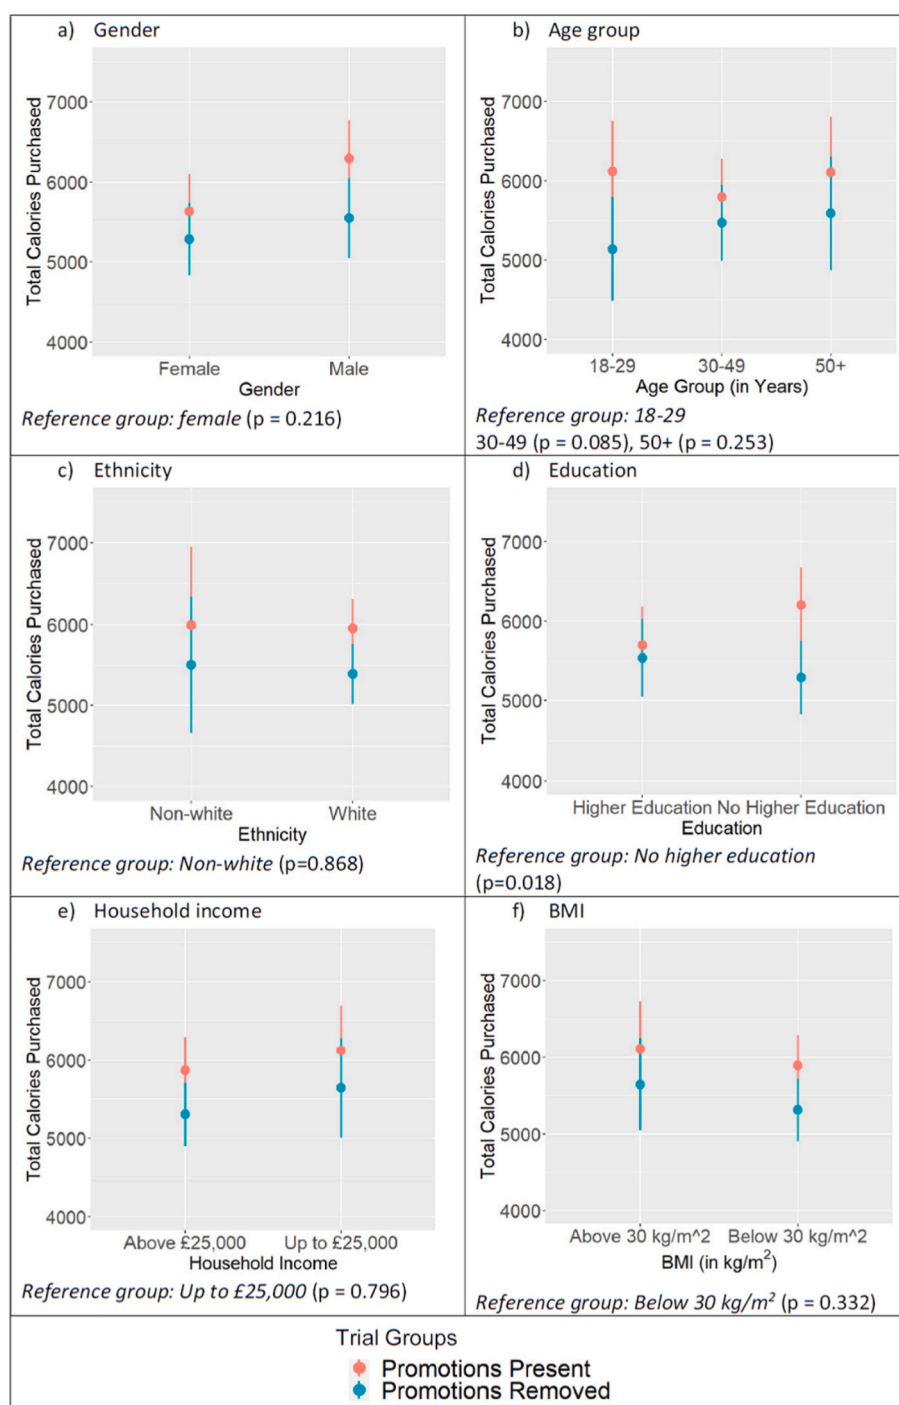 a) Gender
Total Calories Purchased
7000
6000
5000
4000
Female Male
Gender
Reference group: female (p = 0.216)
b) Age group
Total Calories Purchased
7000
6000
5000
4000
18-29 30-49 50+
Age Group (in Years)
Reference group: 18-29
30-49 (p = 0.085), 50+ (p = 0.253)
c) Ethnicity
Total Calories Purchased
7000
6000
5000
4000
Non-white White
Ethnicity
Reference group: Non-white (p=0.868)
d) Education
Total Calories Purchased
7000
6000
5000
4000
Higher Education No Higher Education
Education
Reference group: No higher education
(p=0.018)
e) Household income
Total Calories Purchased
7000
6000
5000
4000
Above £25,000 Up to £25,000
Household Income
Reference group: Up to £25,000 (p = 0.796)
f) BMI
Total Calories Purchased
7000
6000
5000
4000
Above 30 kg/m^2 Below 30 kg/m^2
BMI (in kg/m²)
Reference group: Below 30 kg/m² (p = 0.332)
Trial Groups
Promotions Present
Promotions Removed